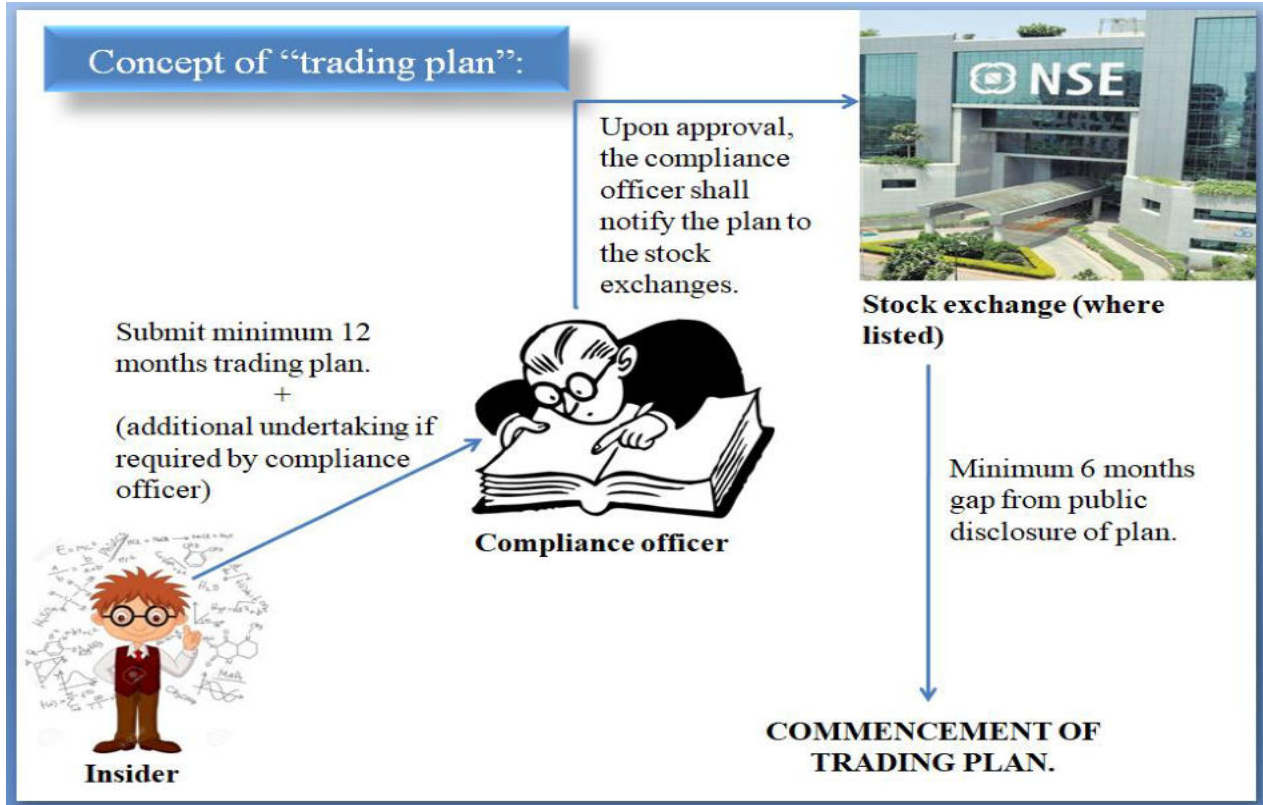 Concept of “trading plan”:
NSE
Upon approval,
the compliance
officer shall
notify the plan to
the stock
exchanges.
Stock exchange (where
listed)
Submit minimum 12
months trading plan.
+
(additional undertaking if
required by compliance
officer)
Compliance officer
Minimum 6 months
gap from public
disclosure of plan.
Insider
COMMENCEMENT OF
TRADING PLAN.